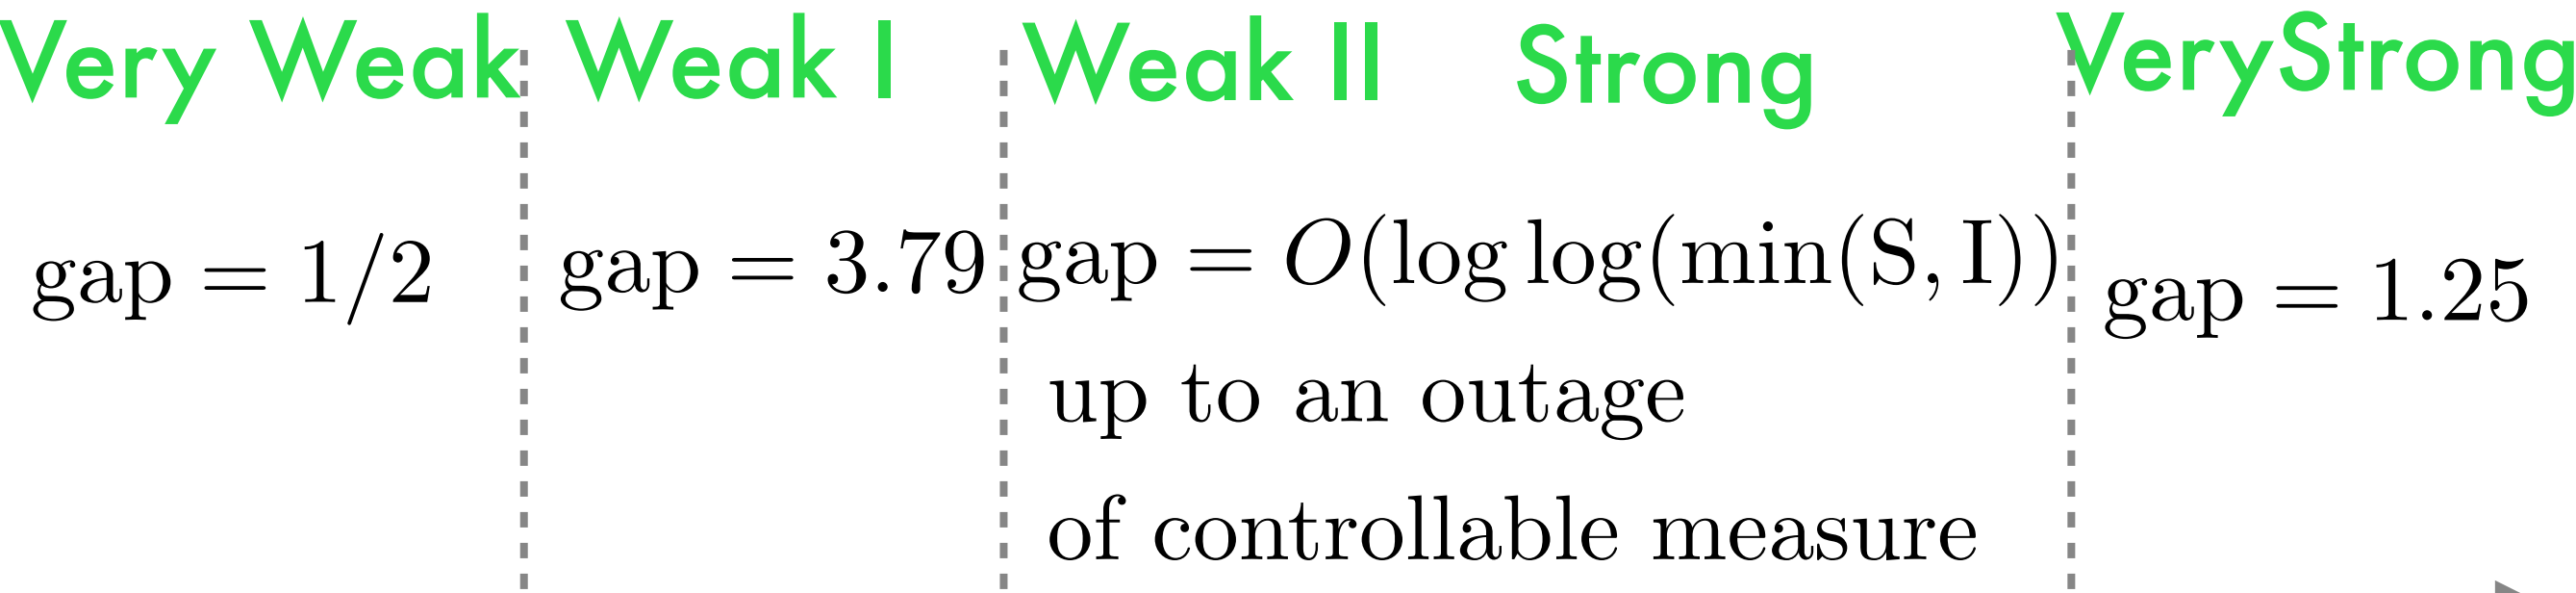 Very Weak Weak I Weak II Strong VeryStrong
gap = 1/2 gap = 3.79 gap = O(log log(min(S, I)) gap = 1.25
up to an outage
of controllable measure